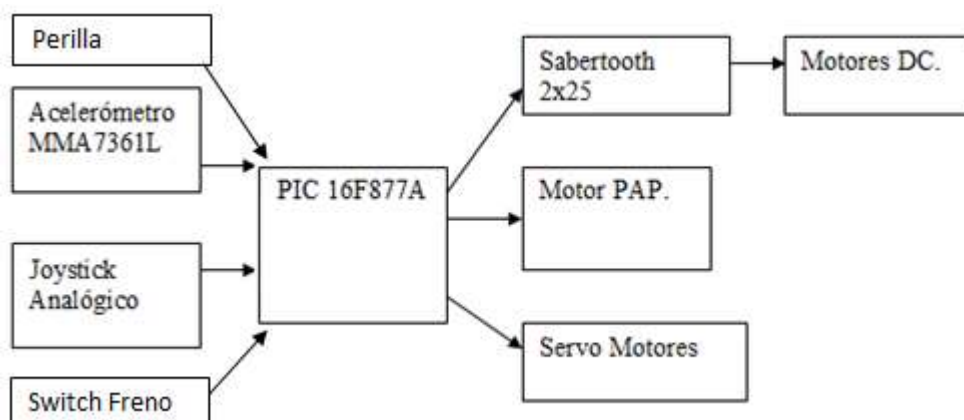 Perilla
Acelerómetro
MMA7361L
Joystick
Analógico
Switch Freno
PIC 16F877A
Sabertooth
2x25
Motor PAP.
Servo Motores
Motores DC.